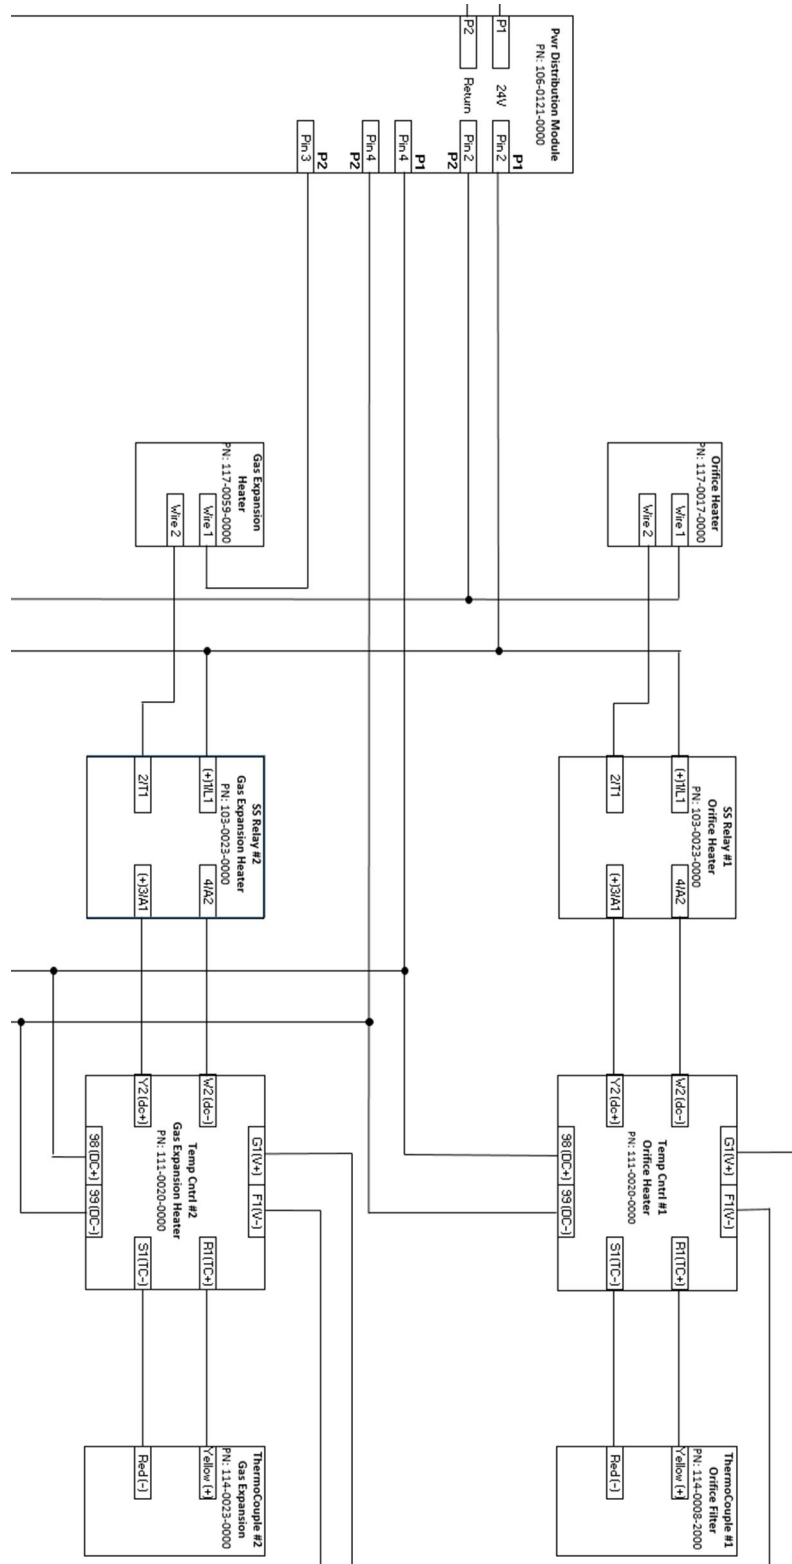 Pwr Distribution Module
PN: 106-0121-0000
P1
P2
24V
Return
Pin 2
P1
Pin 2
P2
Pin 4
P1
Pin 4
P2
Pin 3
P2
Orifice Heater
PN: 117-0017-0000
Wire 1
Wire 2
Gas Expansion
Heater
PN: 117-0059-0000
Wire 1
Wire 2
SS Relay #1
Orifice Heater
PN: 103-0023-0000
(+)1/L1
2/T1
4/A2
(+)3/A1
SS Relay #2
Gas Expansion Heater
PN: 103-0023-0000
(+)1/L1
2/T1
4/A2
(+)3/A1
Temp Cntrl #1
Orifice Heater
PN: 111-0020-0000
G1(V+)
F1(V-)
W2(dc-)
Y2(dc+)
98(DC+)
99(DC-)
R1(TC+)
S1(TC-)
Temp Cntrl #2
Gas Expansion Heater
PN: 111-0020-0000
G1(V+)
F1(V-)
W2(dc-)
Y2(dc+)
98(DC+)
99(DC-)
R1(TC+)
S1(TC-)
ThermoCouple #1
Orifice Filter
PN: 114-0008-2000
Yellow(+)
Red(-)
ThermoCouple #2
Gas Expansion
PN: 114-0023-0000
Yellow(+)
Red(-)